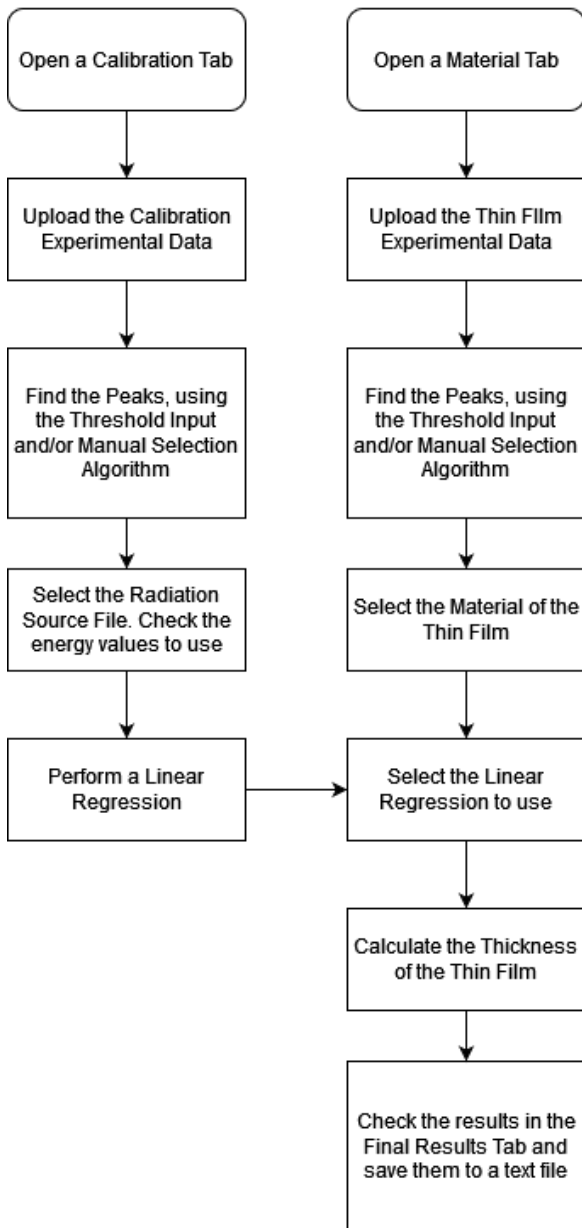 Open a Calibration Tab
Upload the Calibration
Experimental Data
Find the Peaks, using
the Threshold Input
and/or Manual Selection
Algorithm
Select the Radiation
Source File. Check the
energy values to use
Perform a Linear
Regression
Open a Material Tab
Upload the Thin FIlm
Experimental Data
Find the Peaks, using
the Threshold Input
and/or Manual Selection
Algorithm
Select the Material of the
Thin Film
Select the Linear
Regression to use
Calculate the Thickness
of the Thin Film
Check the results in the
Final Results Tab and
save them to a text file